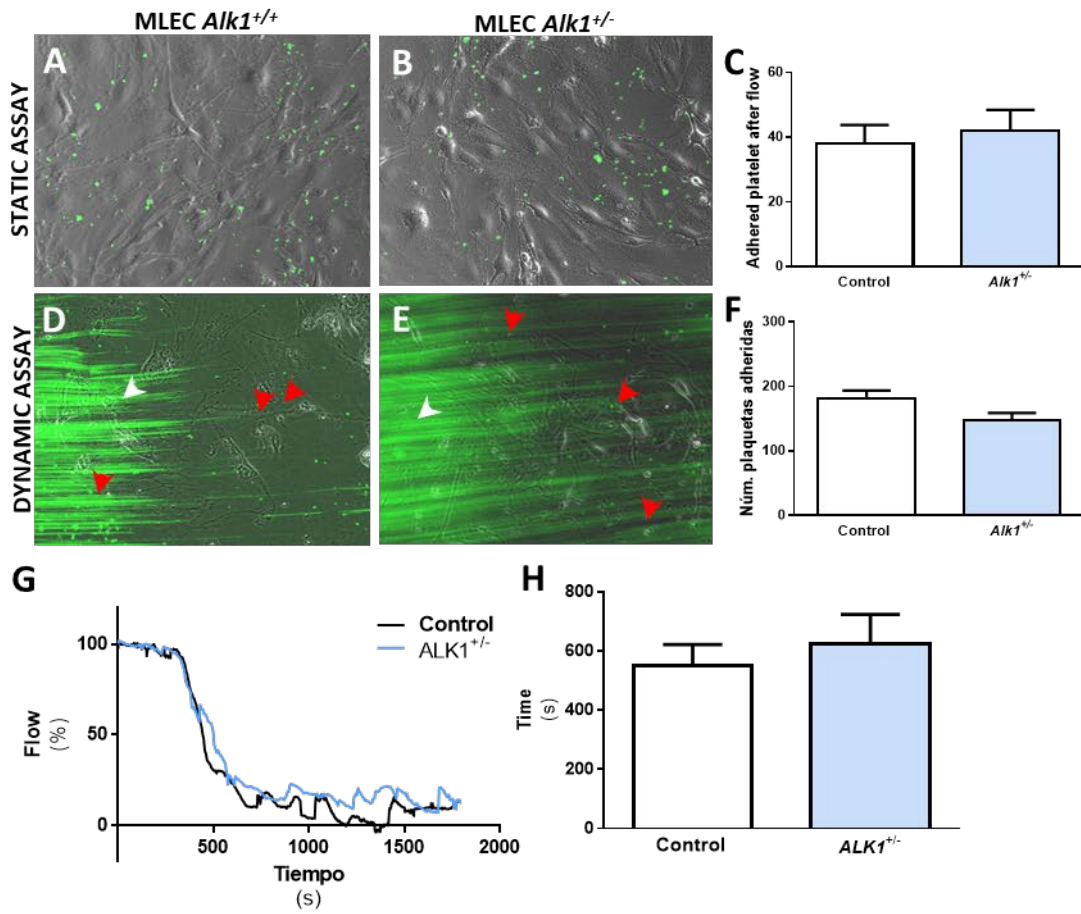 MLEC Alk1+/+
MLEC Alk1+/-
STATIC ASSAY
A
B
C
Adhered platelet after flow
60
40
20
0
Control
Alk1+/-
DYNAMIC ASSAY
D
E
F
Núm. plaquetas adheridas
300
200
100
0
Control
Alk1+/-
G
Flow
(%)
100
50
0
500
1000
1500
2000
Tiempo
(s)
Control
ALK1+/-
H
Time
(s)
800
600
400
200
0
Control
ALK1+/-